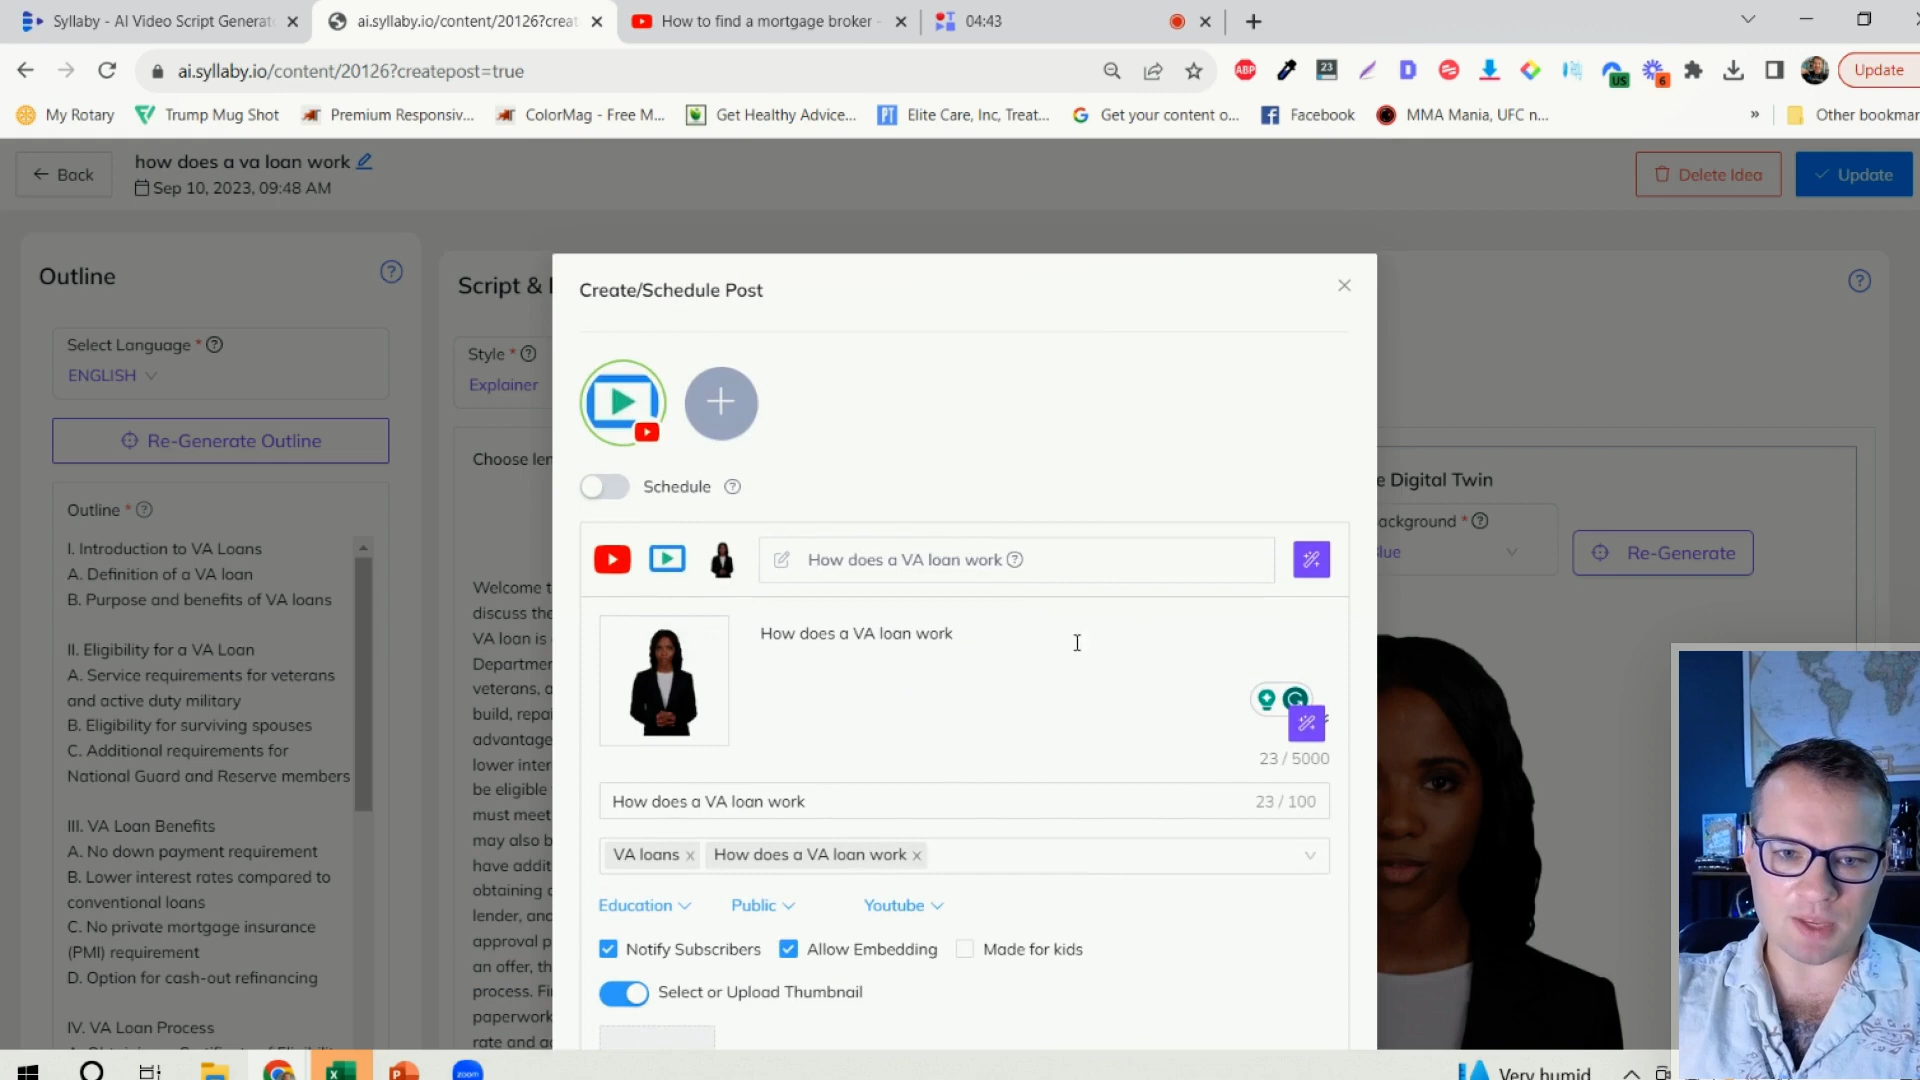 Syllaby - AI Video Script Generat
ai.syllaby.io/content/20126?creat
How to find a mortgage broker -
04:43
ai.syllaby.io/content/20126?createpost=true
ABP
23
US
6
Update
My Rotary
Trump Mug Shot
Premium Responsiv...
ColorMag - Free M...
Get Healthy Advice...
Elite Care, Inc, Treat...
Get your content o...
Facebook
MMA Mania, UFC n...
»
Other bookmar
Back
how does a va loan work
Sep 10, 2023, 09:48 AM
Delete Idea
Update
Outline
Select Language *
ENGLISH
Re-Generate Outline
Outline *
I. Introduction to VA Loans
A. Definition of a VA loan
B. Purpose and benefits of VA loans
II. Eligibility for a VA Loan
A. Service requirements for veterans
and active duty military
B. Eligibility for surviving spouses
C. Additional requirements for
National Guard and Reserve members
III. VA Loan Benefits
A. No down payment requirement
B. Lower interest rates compared to
conventional loans
C. No private mortgage insurance
(PMI) requirement
D. Option for cash-out refinancing
IV. VA Loan Process
Script &
Style *
Explainer
Choose len
Welcome t
discuss the
VA loan is
Departmen
veterans, a
build, repai
advantage
lower inter
be eligible
must meet
may also b
have addit
obtaining a
lender, and
approval p
an offer, th
process. Fi
paperwork
rate and a
Create/Schedule Post
Schedule
How does a VA loan work
How does a VA loan work
23 / 5000
How does a VA loan work
23 / 100
VA loans
How does a VA loan work
Education
Public
Youtube
Notify Subscribers
Allow Embedding
Made for kids
Select or Upload Thumbnail
e Digital Twin
ackground *
Blue
Re-Generate
zoom
Very humid